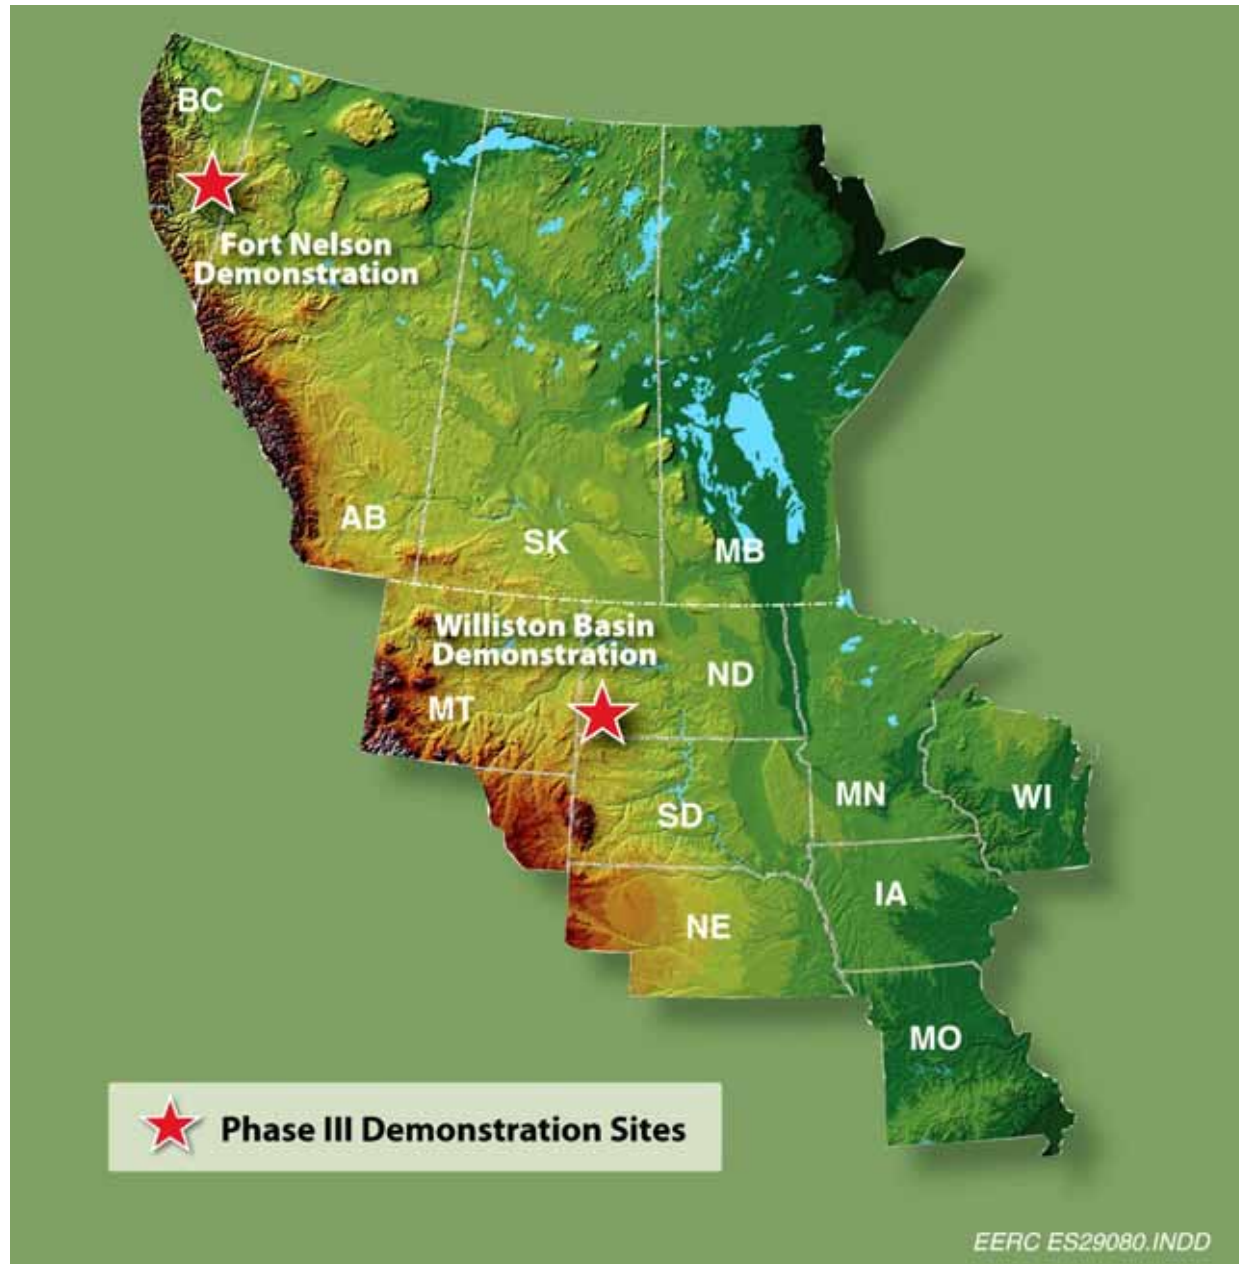 BC
Fort Nelson
Demonstration
AB
SK
MB
Williston Basin
Demonstration
ND
MT
MN
WI
SD
IA
NE
MO
Phase III Demonstration Sites
EERC ES29080.INDD